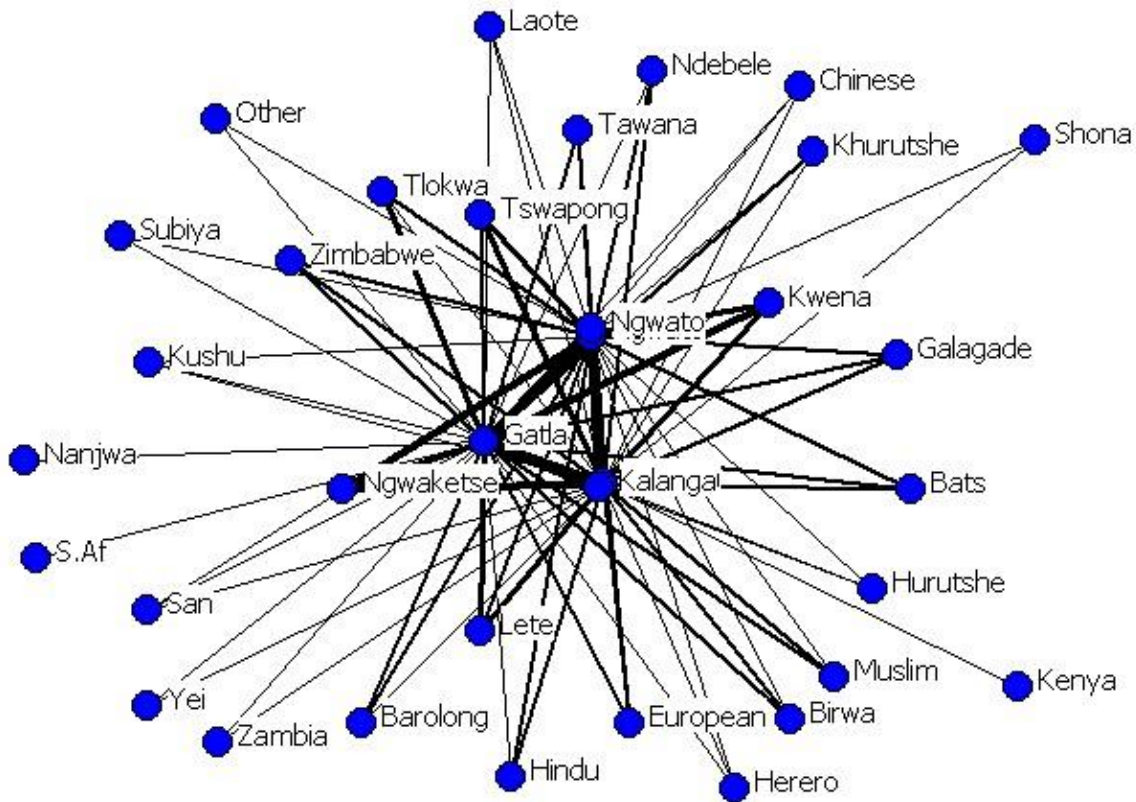 Laote
Ndebele
Chinese
Other
Tawana
Khurutshe
Shona
Tlokwa
Tswapong
Subiya
Zimbabwe
Kwena
Ngwato
Kushu
Galagade
Gatla
Nanjwa
Ngwaketse
Kalanga
Bats
S.Af
San
Hurutshe
Lete
Muslim
Kenya
Yei
Barolong
European
Birwa
Zambia
Hindu
Herero